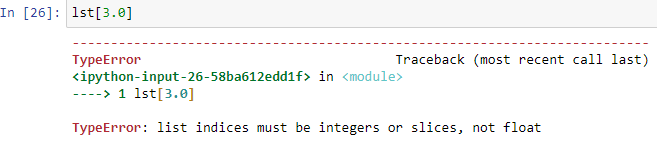 In [26]: lst[3.0]
---------------------------------------------------------------------------
TypeError                                 Traceback (most recent call last)
<ipython-input-26-58ba612edd1f> in <module>
----> 1 lst[3.0]
TypeError: list indices must be integers or slices, not float